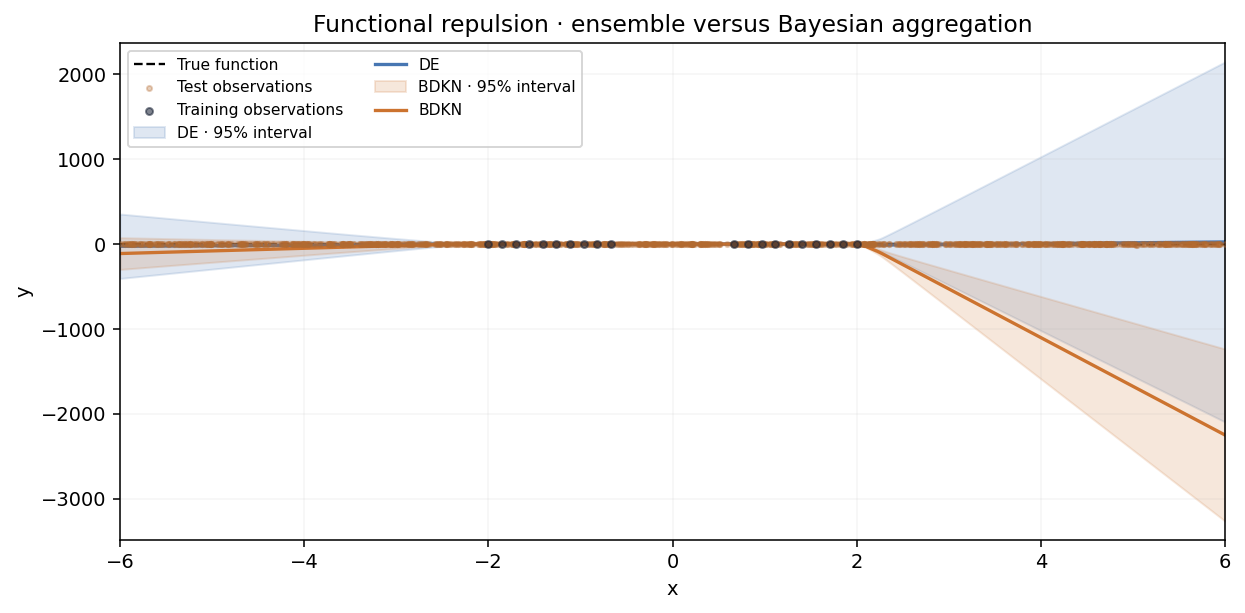 Functional repulsion · ensemble versus Bayesian aggregation
True function
Test observations
Training observations
DE · 95% interval
DE
BDKN · 95% interval
BDKN
y
2000
1000
0
−1000
−2000
−3000
−6
−4
−2
0
2
4
6
x